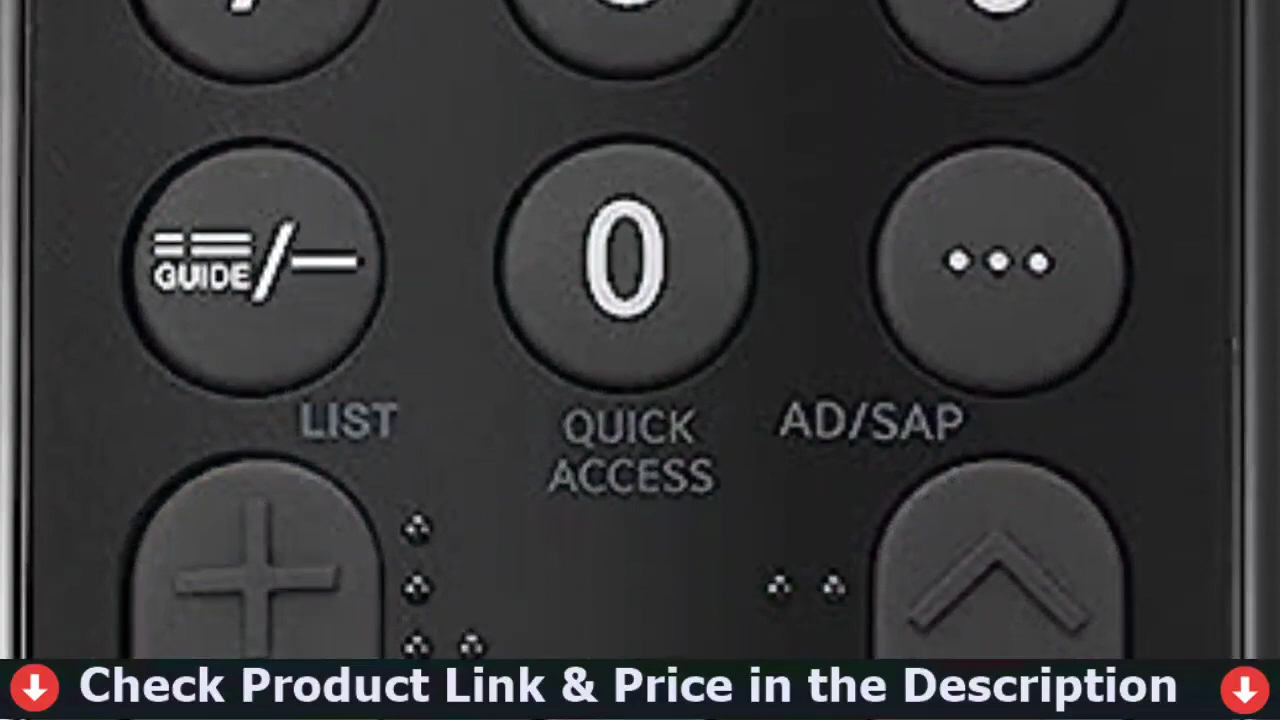 GUIDE/—
0
•••
LIST
QUICK
ACCESS
AD/SAP
Check Product Link & Price in the Description